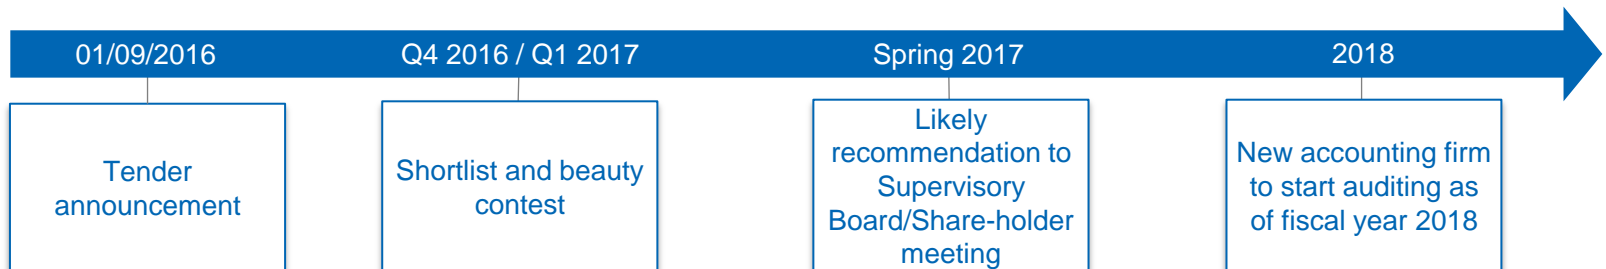 01/09/2016
Q4 2016 / Q1 2017
Spring 2017
2018
Tender
announcement
Shortlist and beauty
contest
Likely
recommendation to
Supervisory
Board/Share-holder
meeting
New accounting firm
to start auditing as
of fiscal year 2018